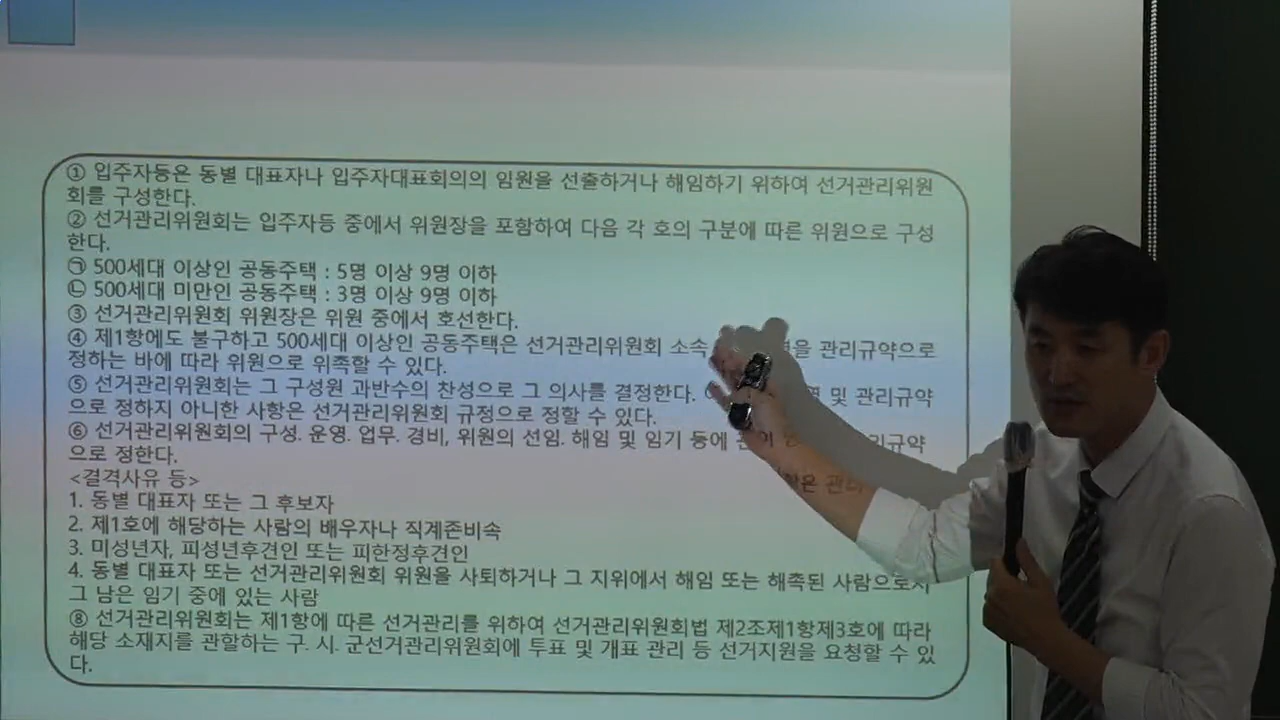 ① 입주자등은 동별 대표자나 입주자대표회의의 임원을 선출하거나 해임하기 위하여 선거관리위원
회를 구성한다.
② 선거관리위원회는 입주자등 중에서 위원장을 포함하여 다음 각 호의 구분에 따른 위원으로 구성
한다.
㉠ 500세대 이상인 공동주택 : 5명 이상 9명 이하
㉡ 500세대 미만인 공동주택 : 3명 이상 9명 이하
③ 선거관리위원회 위원장은 위원 중에서 호선한다.
④ 제1항에도 불구하고 500세대 이상인 공동주택은 선거관리위원회 소속 관리규약으로
정하는 바에 따라 위원으로 위촉할 수 있다.
⑤ 선거관리위원회는 그 구성원 과반수의 찬성으로 그 의사를 결정한다. 및 관리규약
으로 정하지 아니한 사항은 선거관리위원회 규정으로 정할 수 있다.
⑥ 선거관리위원회의 구성. 운영. 업무. 경비, 위원의 선임. 해임 및 임기 등에
으로 정한다.
<결격사유 등>
1. 동별 대표자 또는 그 후보자
2. 제1호에 해당하는 사람의 배우자나 직계존비속
3. 미성년자, 피성년후견인 또는 피한정후견인
4. 동별 대표자 또는 선거관리위원회 위원을 사퇴하거나 그 지위에서 해임 또는 해촉된 사람으로서
그 남은 임기 중에 있는 사람
⑧ 선거관리위원회는 제1항에 따른 선거관리를 위하여 선거관리위원회법 제2조제1항제3호에 따라
해당 소재지를 관할하는 구. 시. 군선거관리위원회에 투표 및 개표 관리 등 선거지원을 요청할 수 있
다.